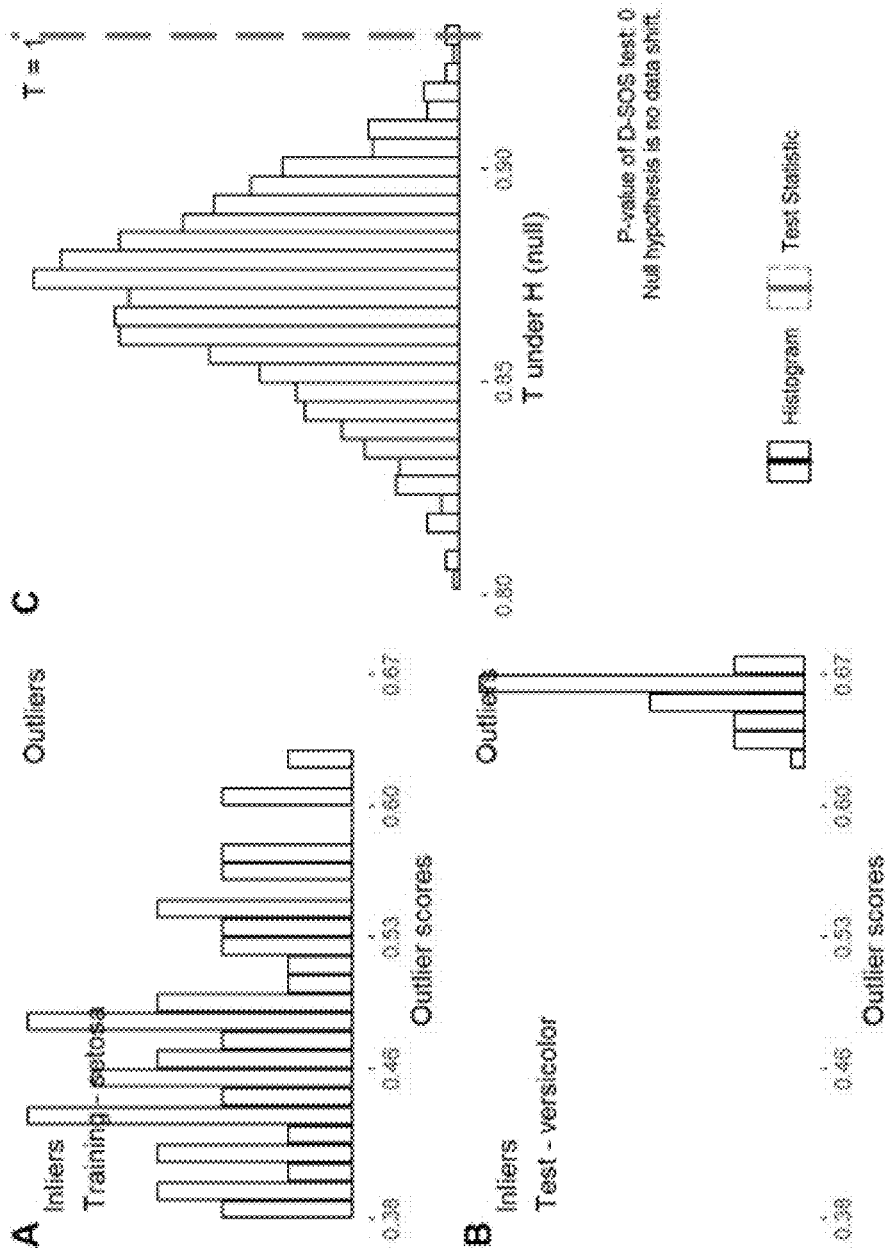 A
Inliers
Outliers
Training - setosa
0.38
0.46
0.53
0.60
0.67
Outlier scores
B
Inliers
Outliers
Test - versicolor
0.38
0.46
0.53
0.60
0.67
Outlier scores
C
T = 1.
0.80
0.85
0.90
T under H (null)
P-value of D-SOS test: 0
Null hypothesis is no data shift.
Histogram
Test Statistic